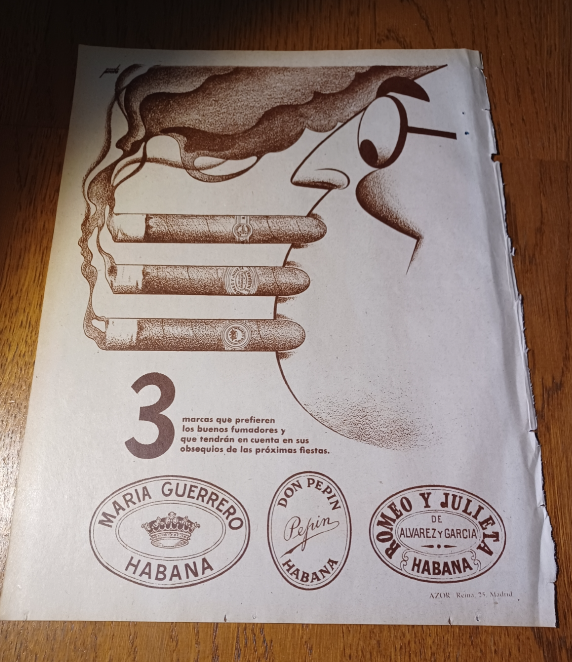 3
marcas que prefieren
los buenos fumadores y
que tendrán en cuenta en sus
obsequios de las próximas fiestas.
MARIA GUERRERO
HABANA
DON PEPIN
Pepin
HABANA
ROMEO Y JULIETA
DE
ALVAREZ Y GARCIA
HABANA
AZOR Reina, 25. Madrid